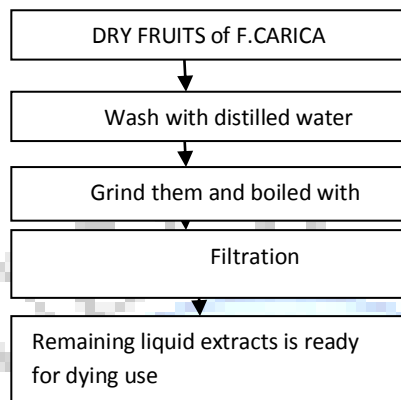 DRY FRUITS of F.CARICA
Wash with distilled water
Grind them and boiled with
Filtration
Remaining liquid extracts is ready
for dying use